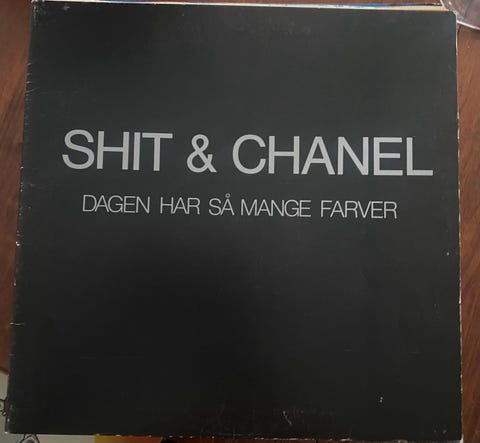 SHIT & CHANEL
DAGEN HAR SÅ MANGE FARVER